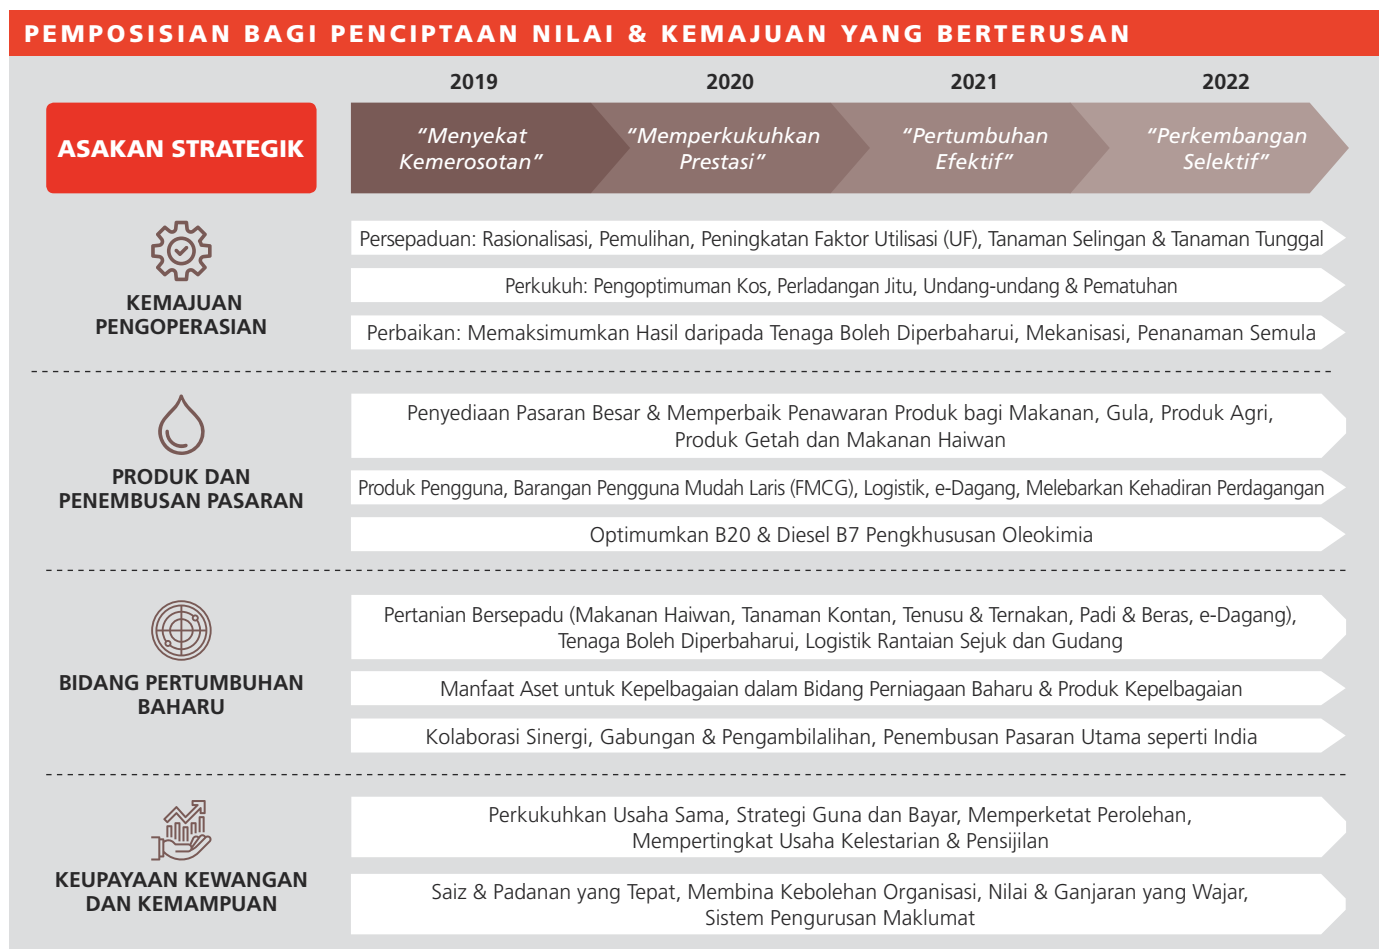 PEMPOSISIAN BAGI PENCIPTAAN NILAI & KEMAJUAN YANG BERTERUSAN
2019
2020
2021
2022
ASAKAN STRATEGIK
“Menyekat
Kemerosotan”
“Memperkukuhkan
Prestasi”
“Pertumbuhan
Efektif”
“Perkembangan
Selektif”
KEMAJUAN
PENGOPERASIAN
Persepaduan: Rasionalisasi, Pemulihan, Peningkatan Faktor Utilisasi (UF), Tanaman Selingan & Tanaman Tunggal
Perkukuh: Pengoptimuman Kos, Perladangan Jitu, Undang-undang & Pematuhan
Perbaikan: Memaksimumkan Hasil daripada Tenaga Boleh Diperbaharui, Mekanisasi, Penanaman Semula
PRODUK DAN
PENEMBUSAN PASARAN
Penyediaan Pasaran Besar & Memperbaik Penawaran Produk bagi Makanan, Gula, Produk Agri,
Produk Getah dan Makanan Haiwan
Produk Pengguna, Barangan Pengguna Mudah Laris (FMCG), Logistik, e-Dagang, Melebarkan Kehadiran Perdagangan
Optimumkan B20 & Diesel B7 Pengkhususan Oleokimia
BIDANG PERTUMBUHAN
BAHARU
Pertanian Bersepadu (Makanan Haiwan, Tanaman Kontan, Tenusu & Ternakan, Padi & Beras, e-Dagang),
Tenaga Boleh Diperbaharui, Logistik Rantaian Sejuk dan Gudang
Manfaat Aset untuk Kepelbagaian dalam Bidang Perniagaan Baharu & Produk Kepelbagaian
Kolaborasi Sinergi, Gabungan & Pengambilalihan, Penembusan Pasaran Utama seperti India
KEUPAYAAN KEWANGAN
DAN KEMAMPUAN
Perkukuhkan Usaha Sama, Strategi Guna dan Bayar, Memperketat Perolehan,
Mempertingkat Usaha Kelestarian & Pensijilan
Saiz & Padanan yang Tepat, Membina Kebolehan Organisasi, Nilai & Ganjaran yang Wajar,
Sistem Pengurusan Maklumat